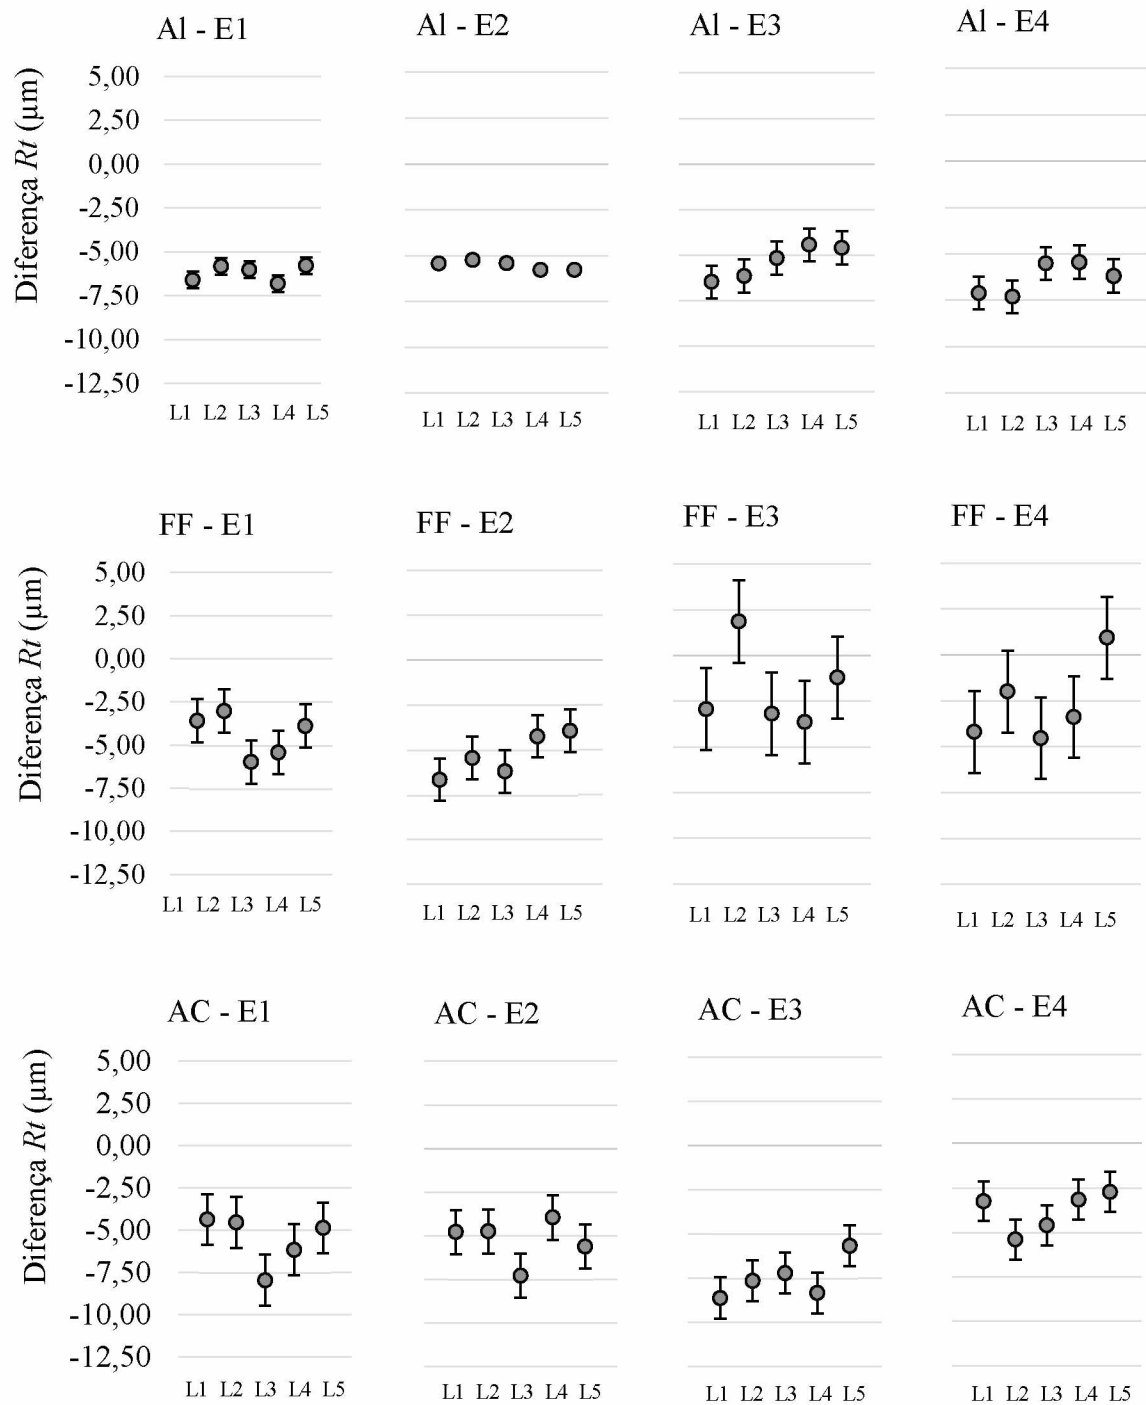 Al - E1
Al - E2
Al - E3
Al - E4
Diferença Rt (µm)
5,00
2,50
0,00
-2,50
-5,00
-7,50
-10,00
-12,50
L1 L2 L3 L4 L5
L1 L2 L3 L4 L5
L1 L2 L3 L4 L5
L1 L2 L3 L4 L5
FF - E1
FF - E2
FF - E3
FF - E4
Diferença Rt (µm)
5,00
2,50
0,00
-2,50
-5,00
-7,50
-10,00
-12,50
L1 L2 L3 L4 L5
L1 L2 L3 L4 L5
L1 L2 L3 L4 L5
L1 L2 L3 L4 L5
AC - E1
AC - E2
AC - E3
AC - E4
Diferença Rt (µm)
5,00
2,50
0,00
-2,50
-5,00
-7,50
-10,00
-12,50
L1 L2 L3 L4 L5
L1 L2 L3 L4 L5
L1 L2 L3 L4 L5
L1 L2 L3 L4 L5